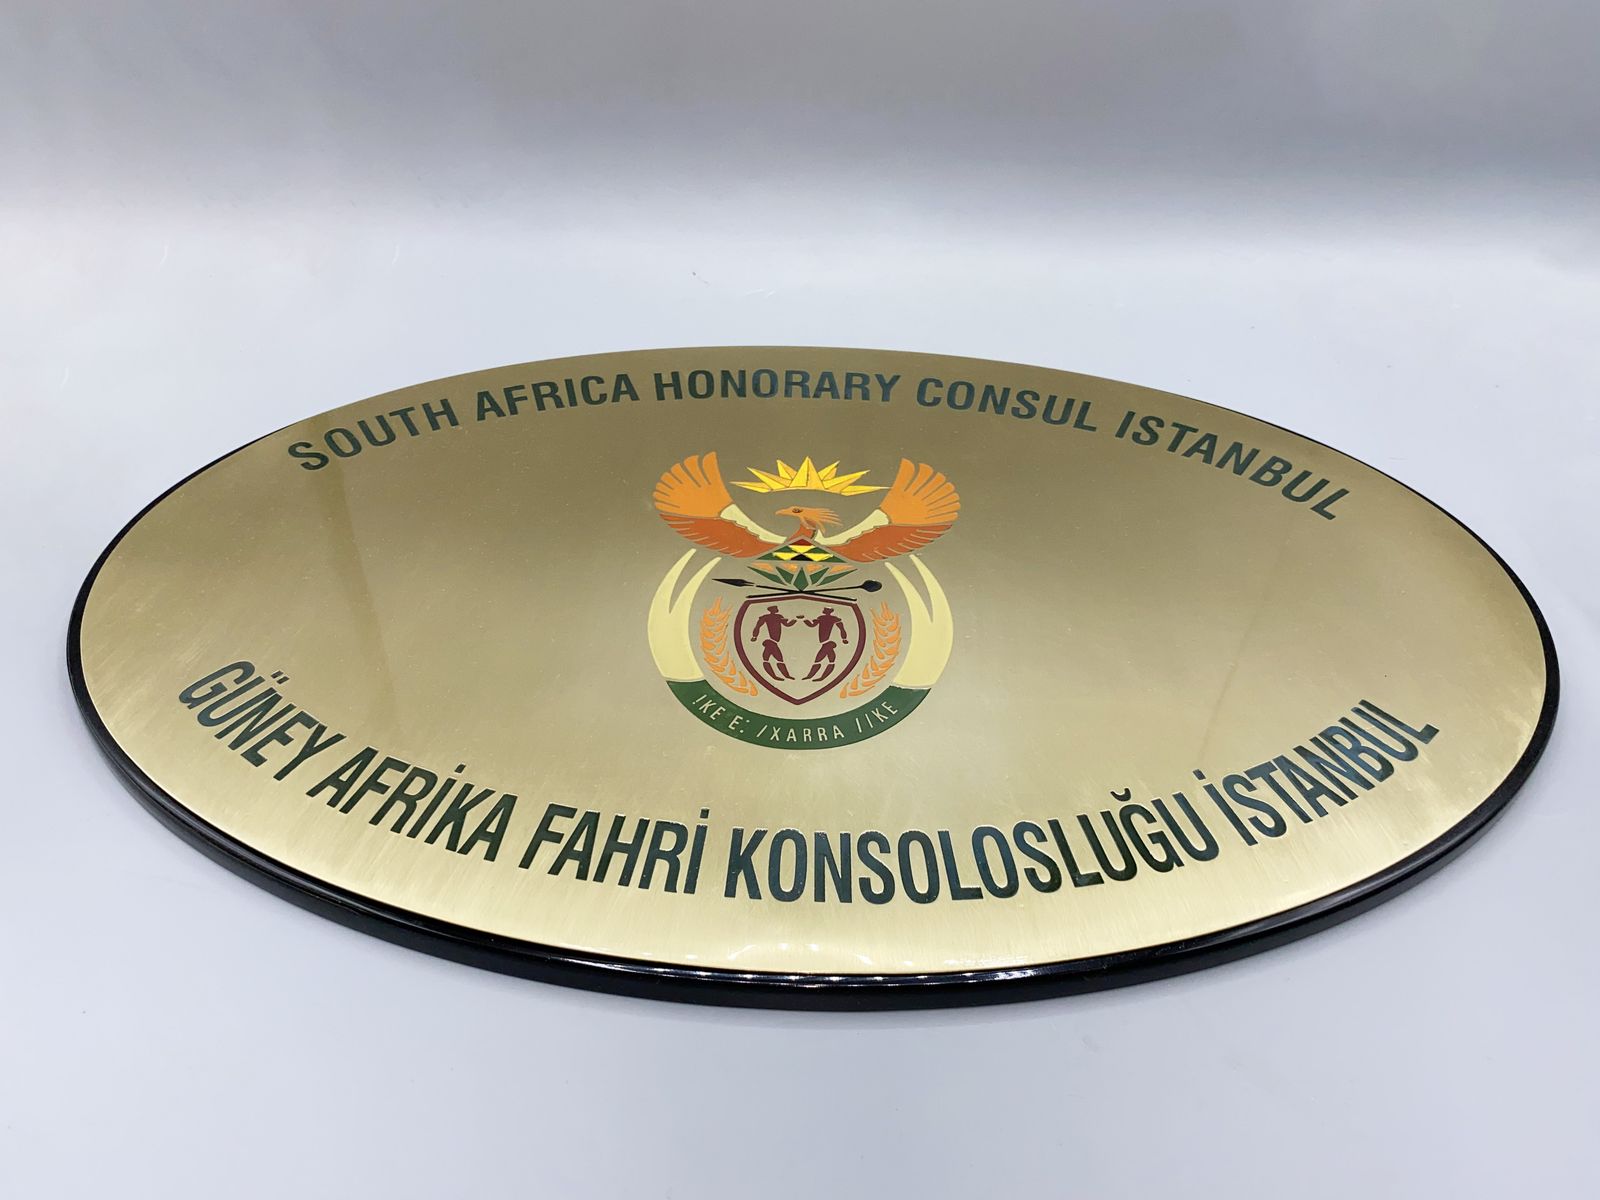 SOUTH AFRICA HONORARY CONSUL ISTANBUL
!KE E: /XARRA //KE
GÜNEY AFRİKA FAHRİ KONSOLOSLUĞU İSTANBUL